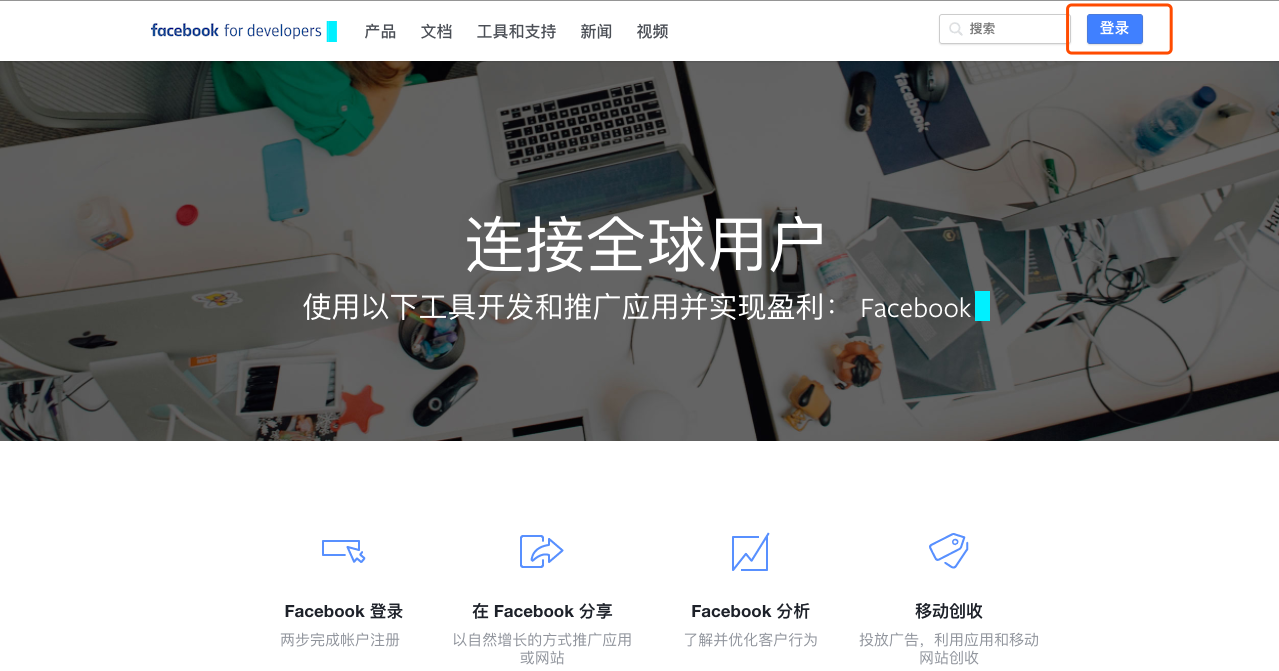 facebook for developers 产品 文档 工具和支持 新闻 视频 搜索 登录
facebook
连接全球用户
使用以下工具开发和推广应用并实现盈利： Facebook
Facebook 登录 在 Facebook 分享 Facebook 分析 移动创收
两步完成帐户注册 以自然增长的方式推广应用 了解并优化客户行为 投放广告，利用应用和移动
或网站 网站创收